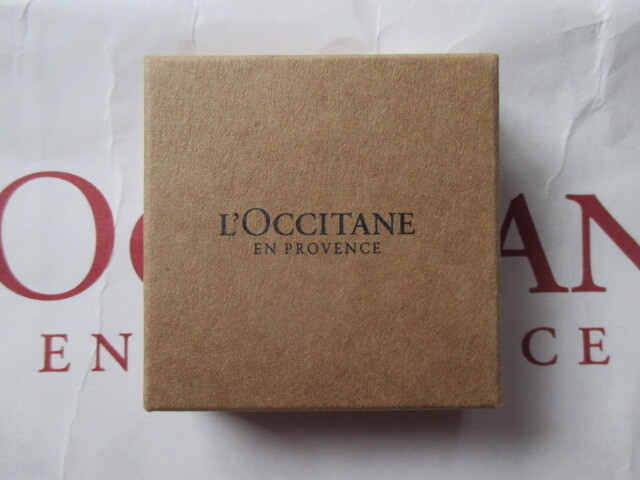 L'OCCITANE
EN PROVENCE
OC AN
EN CE